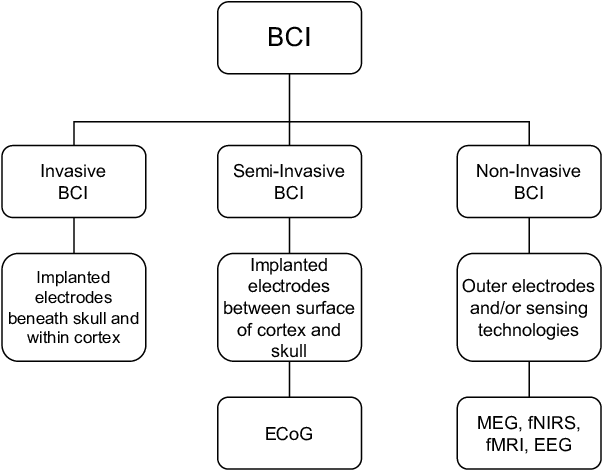 BCI
Invasive
BCI
Semi-Invasive
BCI
Non-Invasive
BCI
Implanted
electrodes
beneath skull and
within cortex
Implanted
electrodes
between surface
of cortex and
skull
Outer electrodes
and/or sensing
technologies
ECoG
MEG, fNIRS,
fMRI, EEG